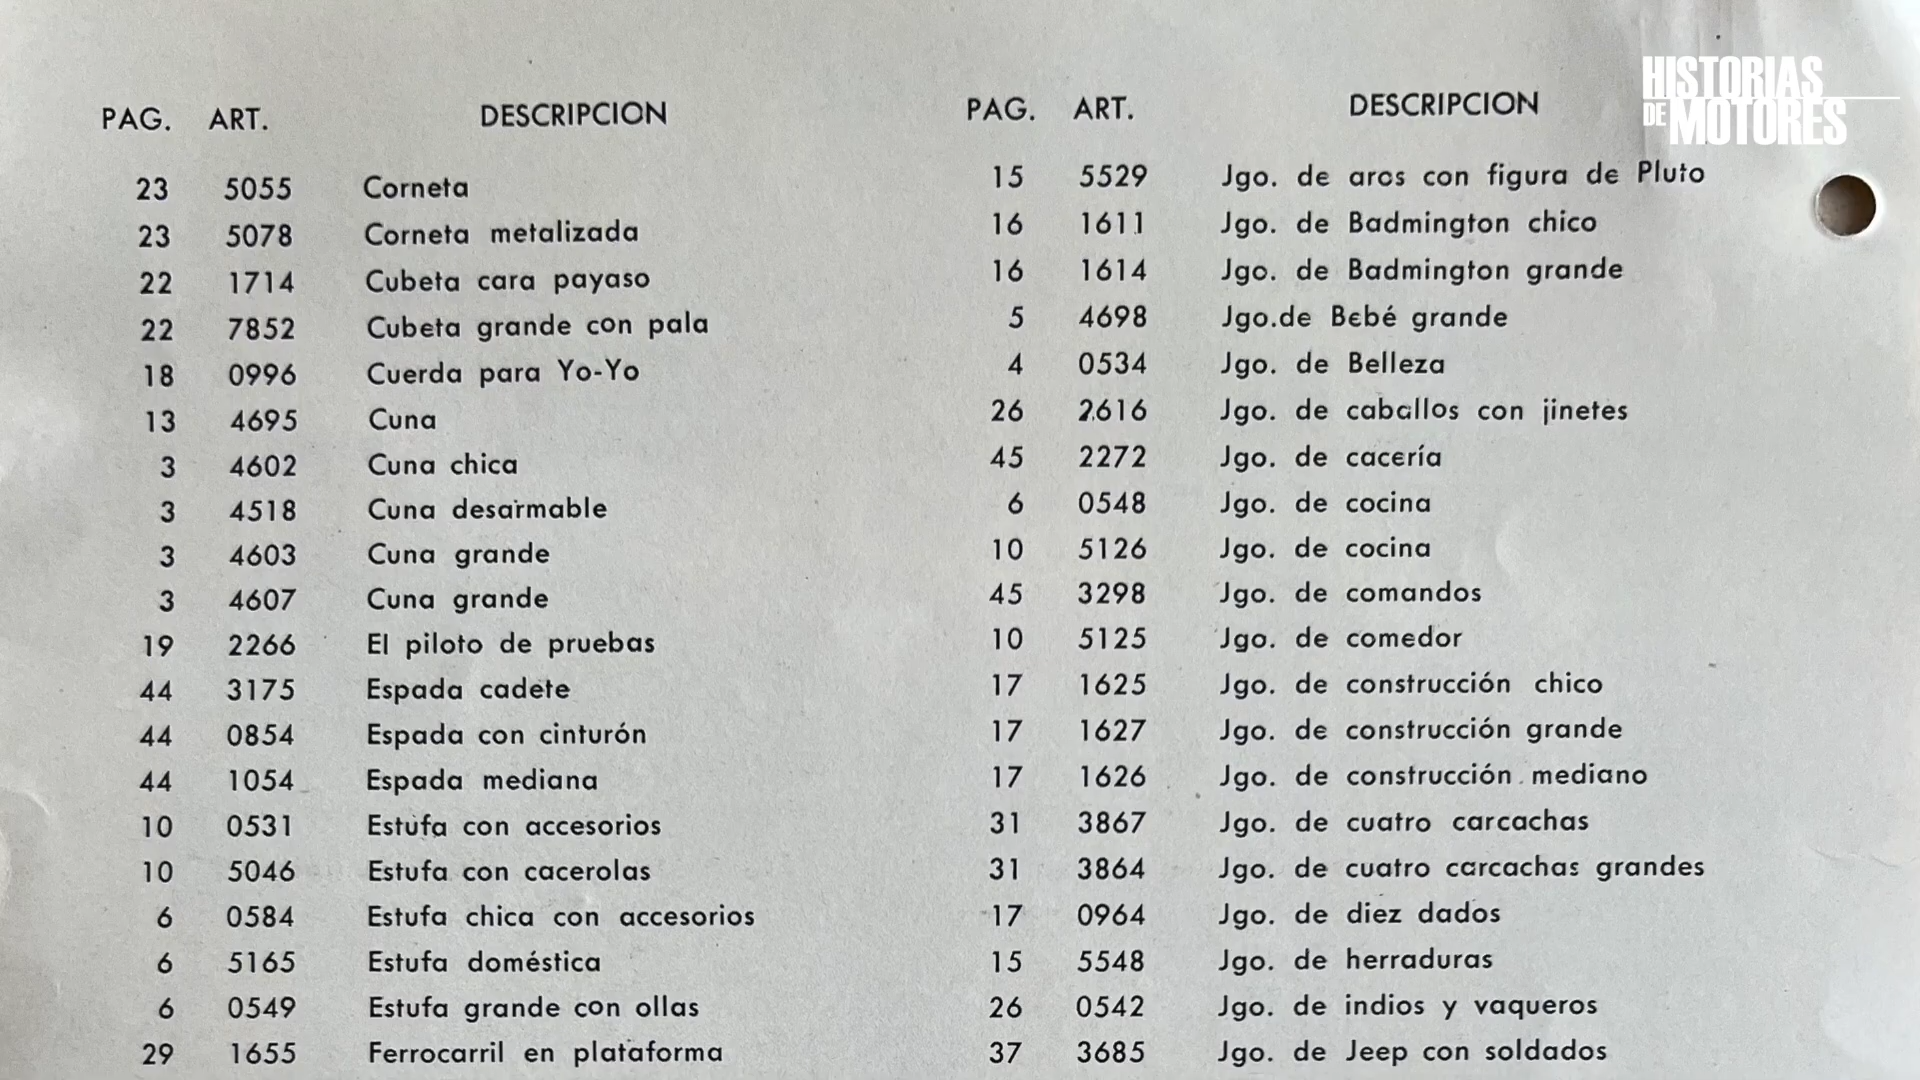 PAG. ART. DESCRIPCION
23 5055 Corneta
23 5078 Corneta metalizada
22 1714 Cubeta cara payaso
22 7852 Cubeta grande con pala
18 0996 Cuerda para Yo-Yo
13 4695 Cuna
3 4602 Cuna chica
3 4518 Cuna desarmable
3 4603 Cuna grande
3 4607 Cuna grande
19 2266 El piloto de pruebas
44 3175 Espada cadete
44 0854 Espada con cinturón
44 1054 Espada mediana
10 0531 Estufa con accesorios
10 5046 Estufa con cacerolas
6 0584 Estufa chica con accesorios
6 5165 Estufa doméstica
6 0549 Estufa grande con ollas
29 1655 Ferrocarril en plataforma
PAG. ART. DESCRIPCION
15 5529 Jgo. de aros con figura de Pluto
16 1611 Jgo. de Badmington chico
16 1614 Jgo. de Badmington grande
5 4698 Jgo.de Bebé grande
4 0534 Jgo. de Belleza
26 2616 Jgo. de caballos con jinetes
45 2272 Jgo. de cacería
6 0548 Jgo. de cocina
10 5126 Jgo. de cocina
45 3298 Jgo. de comandos
10 5125 Jgo. de comedor
17 1625 Jgo. de construcción chico
17 1627 Jgo. de construcción grande
17 1626 Jgo. de construcción mediano
31 3867 Jgo. de cuatro carcachas
31 3864 Jgo. de cuatro carcachas grandes
17 0964 Jgo. de diez dados
15 5548 Jgo. de herraduras
26 0542 Jgo. de indios y vaqueros
37 3685 Jgo. de Jeep con soldados
HISTORIAS
DE MOTORES